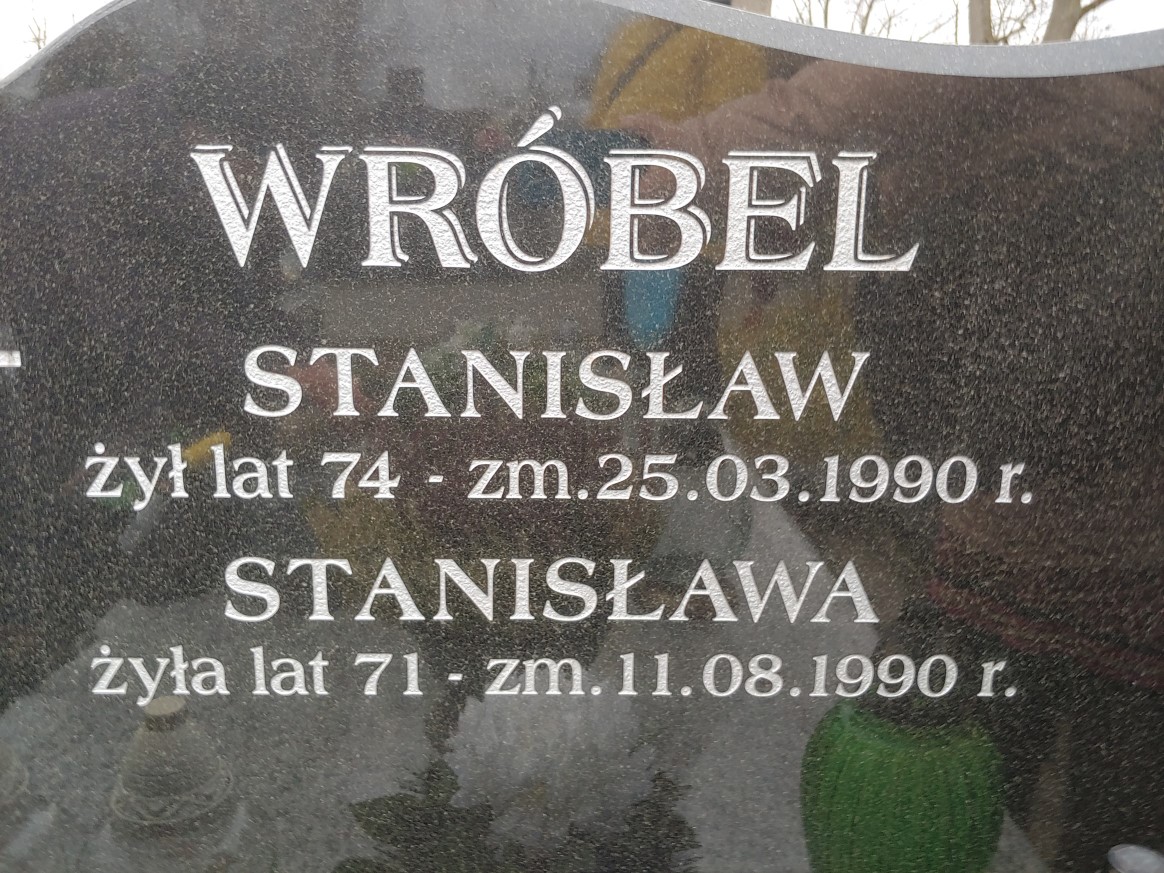 WRÓBEL
STANISŁAW
żył lat 74 - zm.25.03.1990 r.
STANISŁAWA
żyła lat 71 - zm.11.08.1990 r.